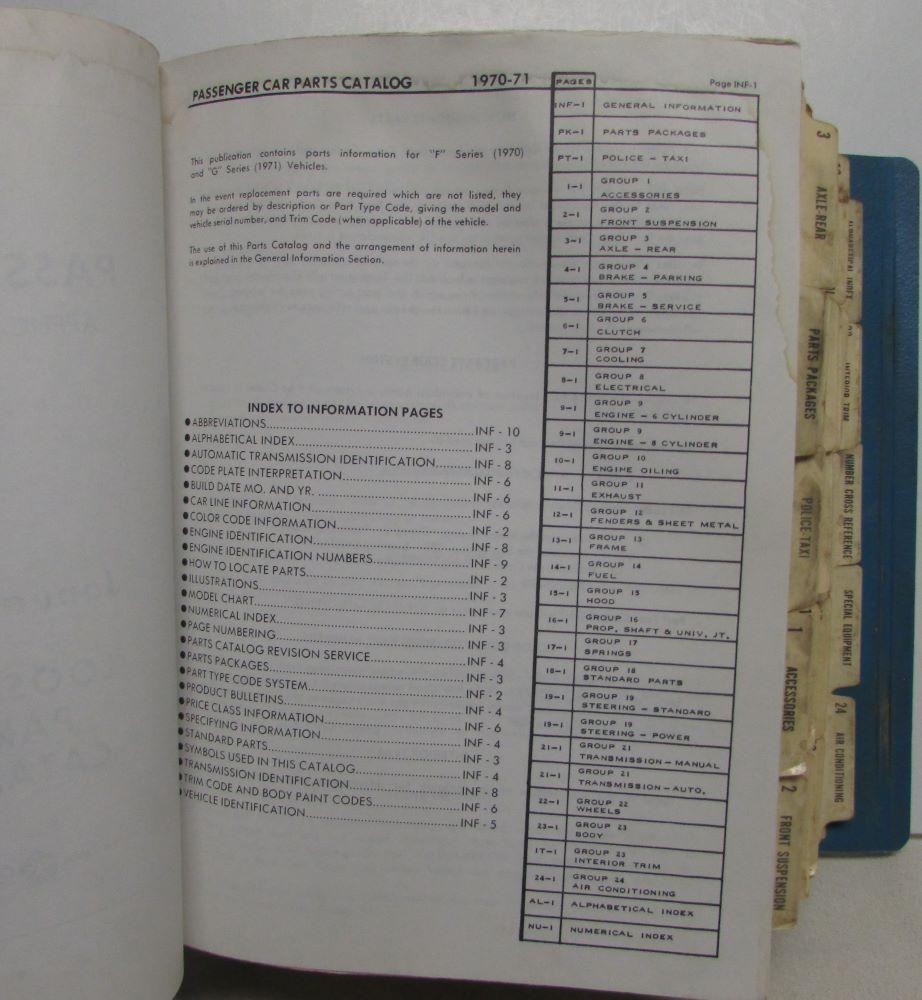 PASSENGER CAR PARTS CATALOG 1970-71
Page INF-1
This publication contains parts information for "F" Series (1970)
and "G" Series (1971) Vehicles.
In the event replacement parts are required which are not listed, they
may be ordered by description or Part Type Code, giving the model and
vehicle serial number, and Trim Code (when applicable) of the vehicle.
The use of this Parts Catalog and the arrangement of information herein
is explained in the General Information Section.
INDEX TO INFORMATION PAGES
●ABBREVIATIONS INF - 10
●ALPHABETICAL INDEX INF - 3
●AUTOMATIC TRANSMISSION IDENTIFICATION INF - 8
●CODE PLATE INTERPRETATION INF - 6
●BUILD DATE MO. AND YR. INF - 6
●CAR LINE INFORMATION INF - 6
●COLOR CODE INFORMATION INF - 2
●ENGINE IDENTIFICATION INF - 8
●ENGINE IDENTIFICATION NUMBERS INF - 9
●HOW TO LOCATE PARTS INF - 2
●ILLUSTRATIONS INF - 3
●MODEL CHART INF - 7
●NUMERICAL INDEX INF - 3
●PAGE NUMBERING INF - 3
●PARTS CATALOG REVISION SERVICE INF - 4
●PARTS PACKAGES INF - 3
●PART TYPE CODE SYSTEM INF - 2
●PRODUCT BULLETINS INF - 4
●PRICE CLASS INFORMATION INF - 6
●SPECIFYING INFORMATION INF - 4
●STANDARD PARTS INF - 3
●SYMBOLS USED IN THIS CATALOG INF - 4
●TRANSMISSION IDENTIFICATION INF - 8
●TRIM CODE AND BODY PAINT CODES INF - 6
●VEHICLE IDENTIFICATION INF - 5
PAGES
INF-1 GENERAL INFORMATION
PK-1 PARTS PACKAGES
PT-1 POLICE - TAXI
1-1 GROUP 1
ACCESSORIES
2-1 GROUP 2
FRONT SUSPENSION
3-1 GROUP 3
AXLE - REAR
4-1 GROUP 4
BRAKE - PARKING
5-1 GROUP 5
BRAKE - SERVICE
6-1 GROUP 6
CLUTCH
7-1 GROUP 7
COOLING
8-1 GROUP 8
ELECTRICAL
9-1 GROUP 9
ENGINE - 6 CYLINDER
9-1 GROUP 9
ENGINE - 8 CYLINDER
10-1 GROUP 10
ENGINE OILING
11-1 GROUP 11
EXHAUST
12-1 GROUP 12
FENDERS & SHEET METAL
13-1 GROUP 13
FRAME
14-1 GROUP 14
FUEL
15-1 GROUP 15
HOOD
16-1 GROUP 16
PROP. SHAFT & UNIV. JT.
17-1 GROUP 17
SPRINGS
18-1 GROUP 18
STANDARD PARTS
19-1 GROUP 19
STEERING - STANDARD
19-1 GROUP 19
STEERING - POWER
21-1 GROUP 21
TRANSMISSION - MANUAL
21-1 GROUP 21
TRANSMISSION - AUTO.
22-1 GROUP 22
WHEELS
23-1 GROUP 23
BODY
IT-1 GROUP 23
INTERIOR TRIM
24-1 GROUP 24
AIR CONDITIONING
AL-1 ALPHABETICAL INDEX
NU-1 NUMERICAL INDEX
3 AXLE REAR
PARTS PACKAGES
POLICE-TAXI
1 ACCESSORIES
2 FRONT SUSPENSION
ALPHABETICAL INDEX
INTERIOR TRIM
NUMBER CROSS REFERENCE
SPECIAL EQUIPMENT
24 AIR CONDITIONING